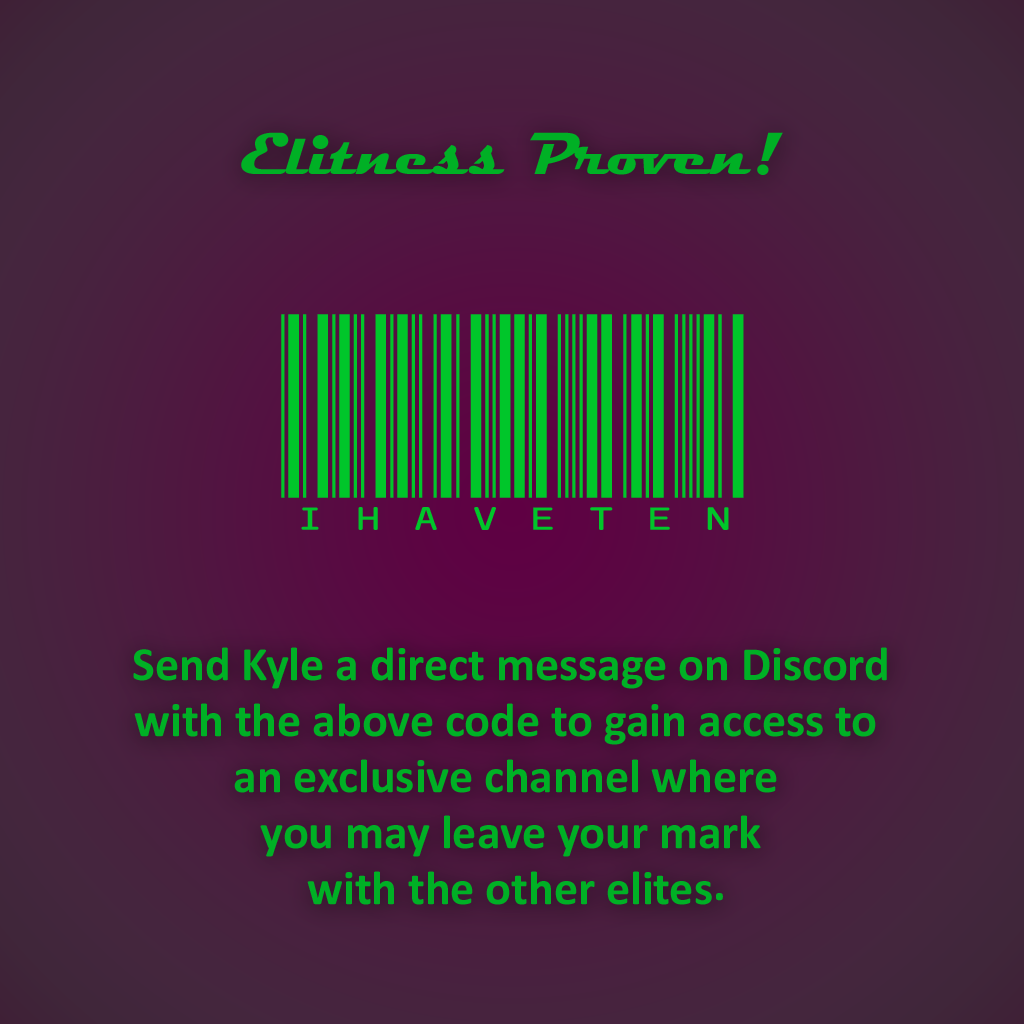 Elitness Proven!
IHAVETEN
Send Kyle a direct message on Discord
with the above code to gain access to
an exclusive channel where
you may leave your mark
with the other elites.